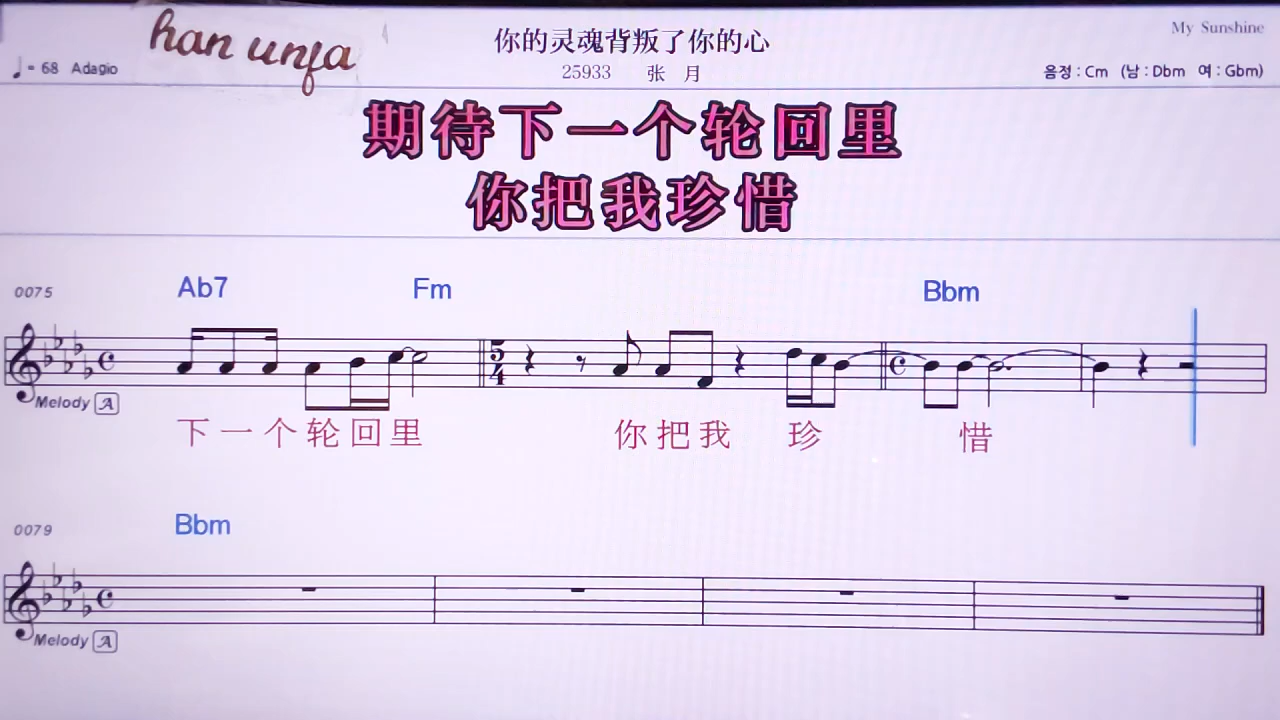 han unfa
你的灵魂背叛了你的心
My Sunshine
♩= 68 Adagio
25933 张 月
음정 : Cm (남 : Dbm 여 : Gbm)
期待下一个轮回里
你把我珍惜
0075 Ab7 Fm Bbm
5/4
Melody A
下一个轮回里 你把我 珍 惜
0079 Bbm
Melody A